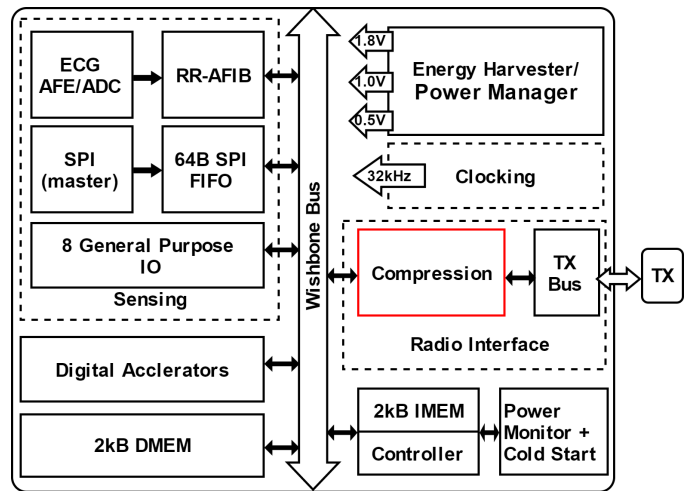 ECG
AFE/ADC
RR-AFIB
SPI
(master)
64B SPI
FIFO
8 General Purpose
IO
Sensing
Digital Acclerators
2kB DMEM
Wishbone Bus
1.8V
1.0V
0.5V
Energy Harvester/
Power Manager
32kHz
Clocking
Compression
TX
Bus
TX
Radio Interface
2kB IMEM
Controller
Power
Monitor +
Cold Start